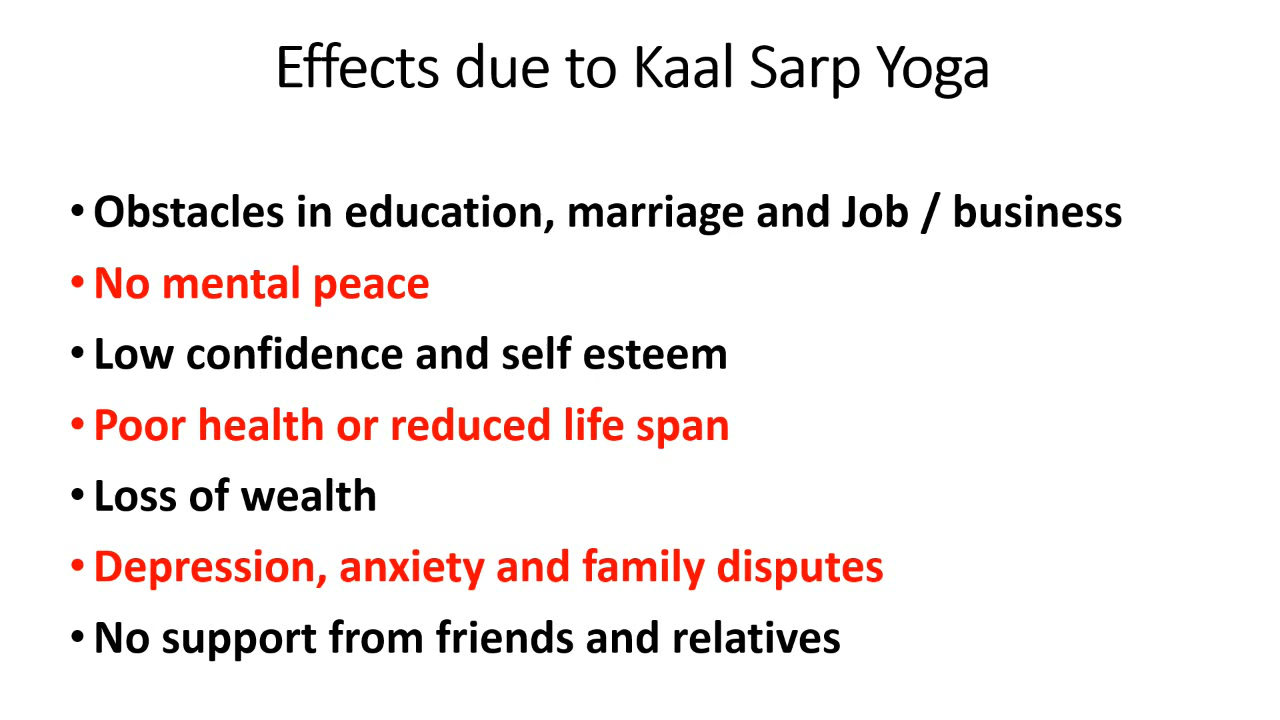 Effects due to Kaal Sarp Yoga
• Obstacles in education, marriage and Job / business
• No mental peace
• Low confidence and self esteem
• Poor health or reduced life span
• Loss of wealth
• Depression, anxiety and family disputes
• No support from friends and relatives